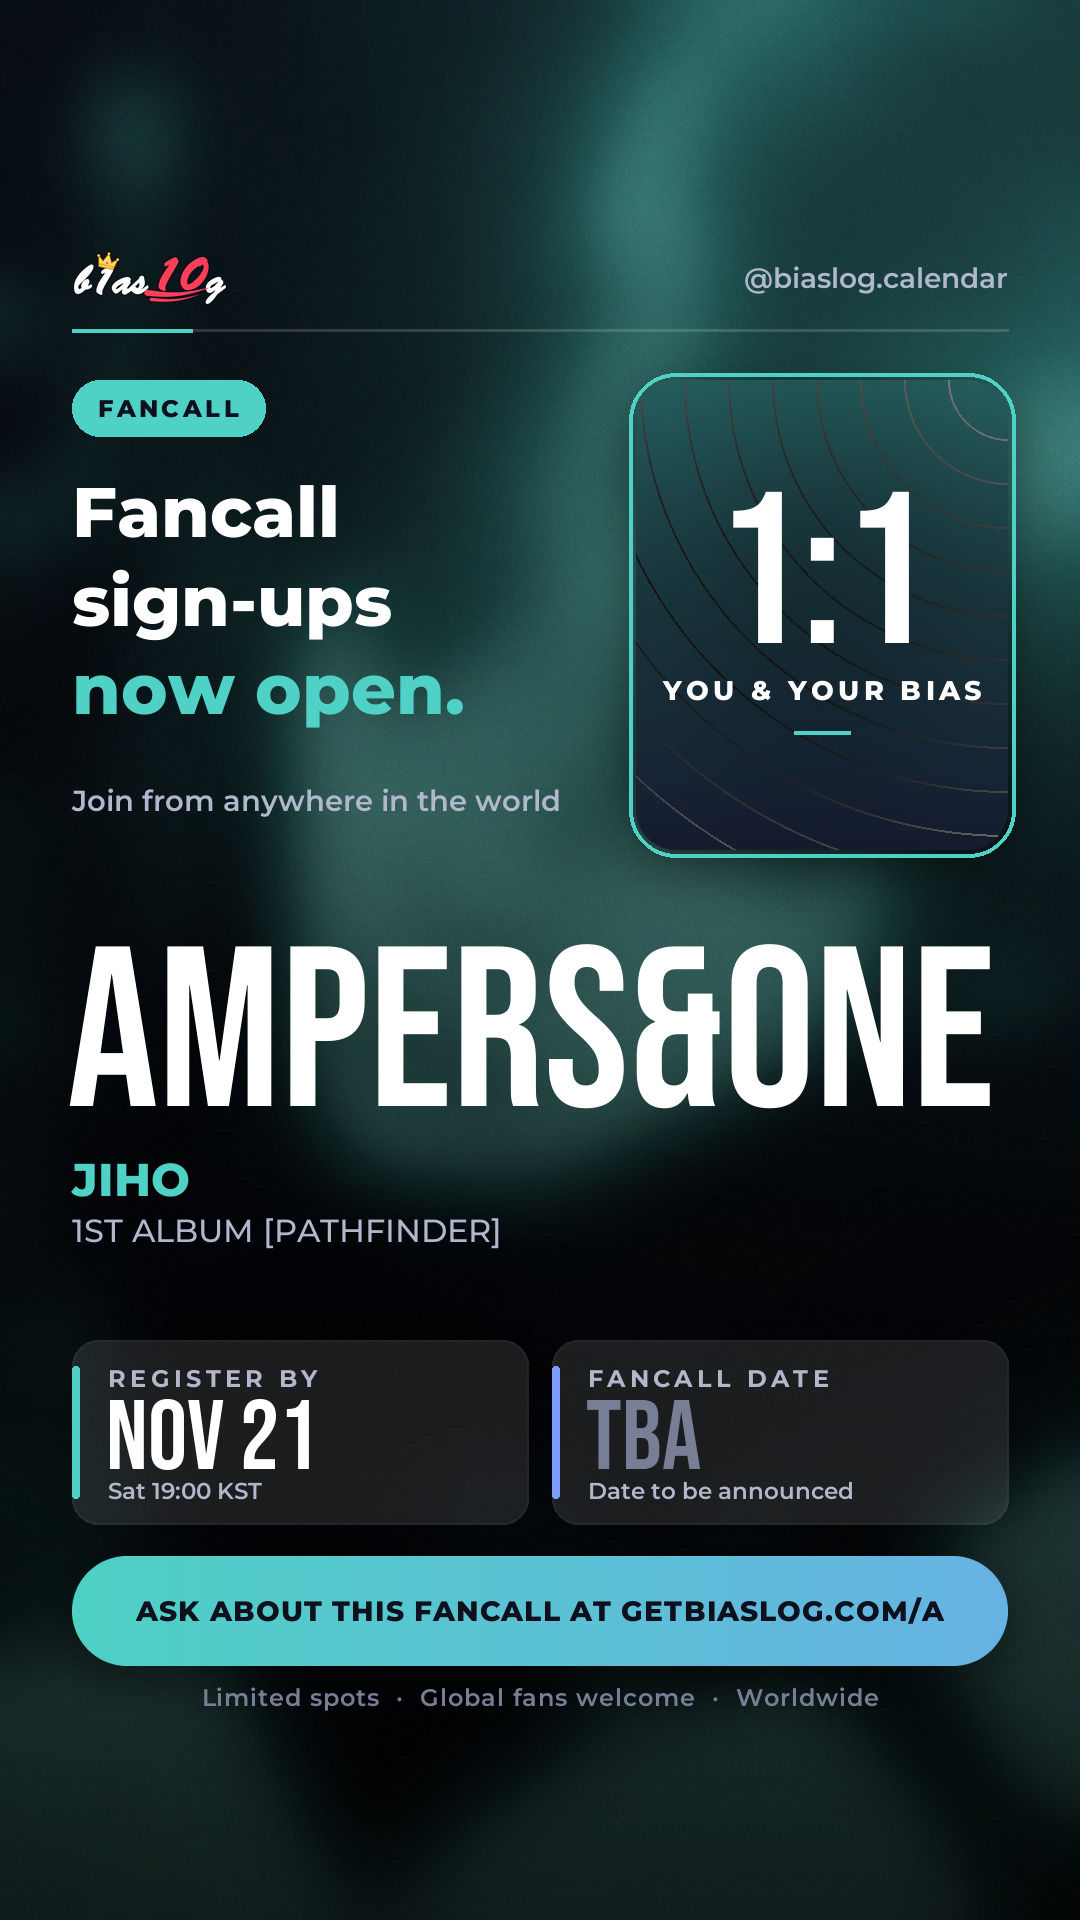 b1as10g
@biaslog.calendar
FANCALL
Fancall
sign-ups
now open.
Join from anywhere in the world
1:1
YOU & YOUR BIAS
AMPERS&ONE
JIHO
1ST ALBUM [PATHFINDER]
REGISTER BY
NOV 21
Sat 19:00 KST
FANCALL DATE
TBA
Date to be announced
ASK ABOUT THIS FANCALL AT GETBIASLOG.COM/A
Limited spots · Global fans welcome · Worldwide